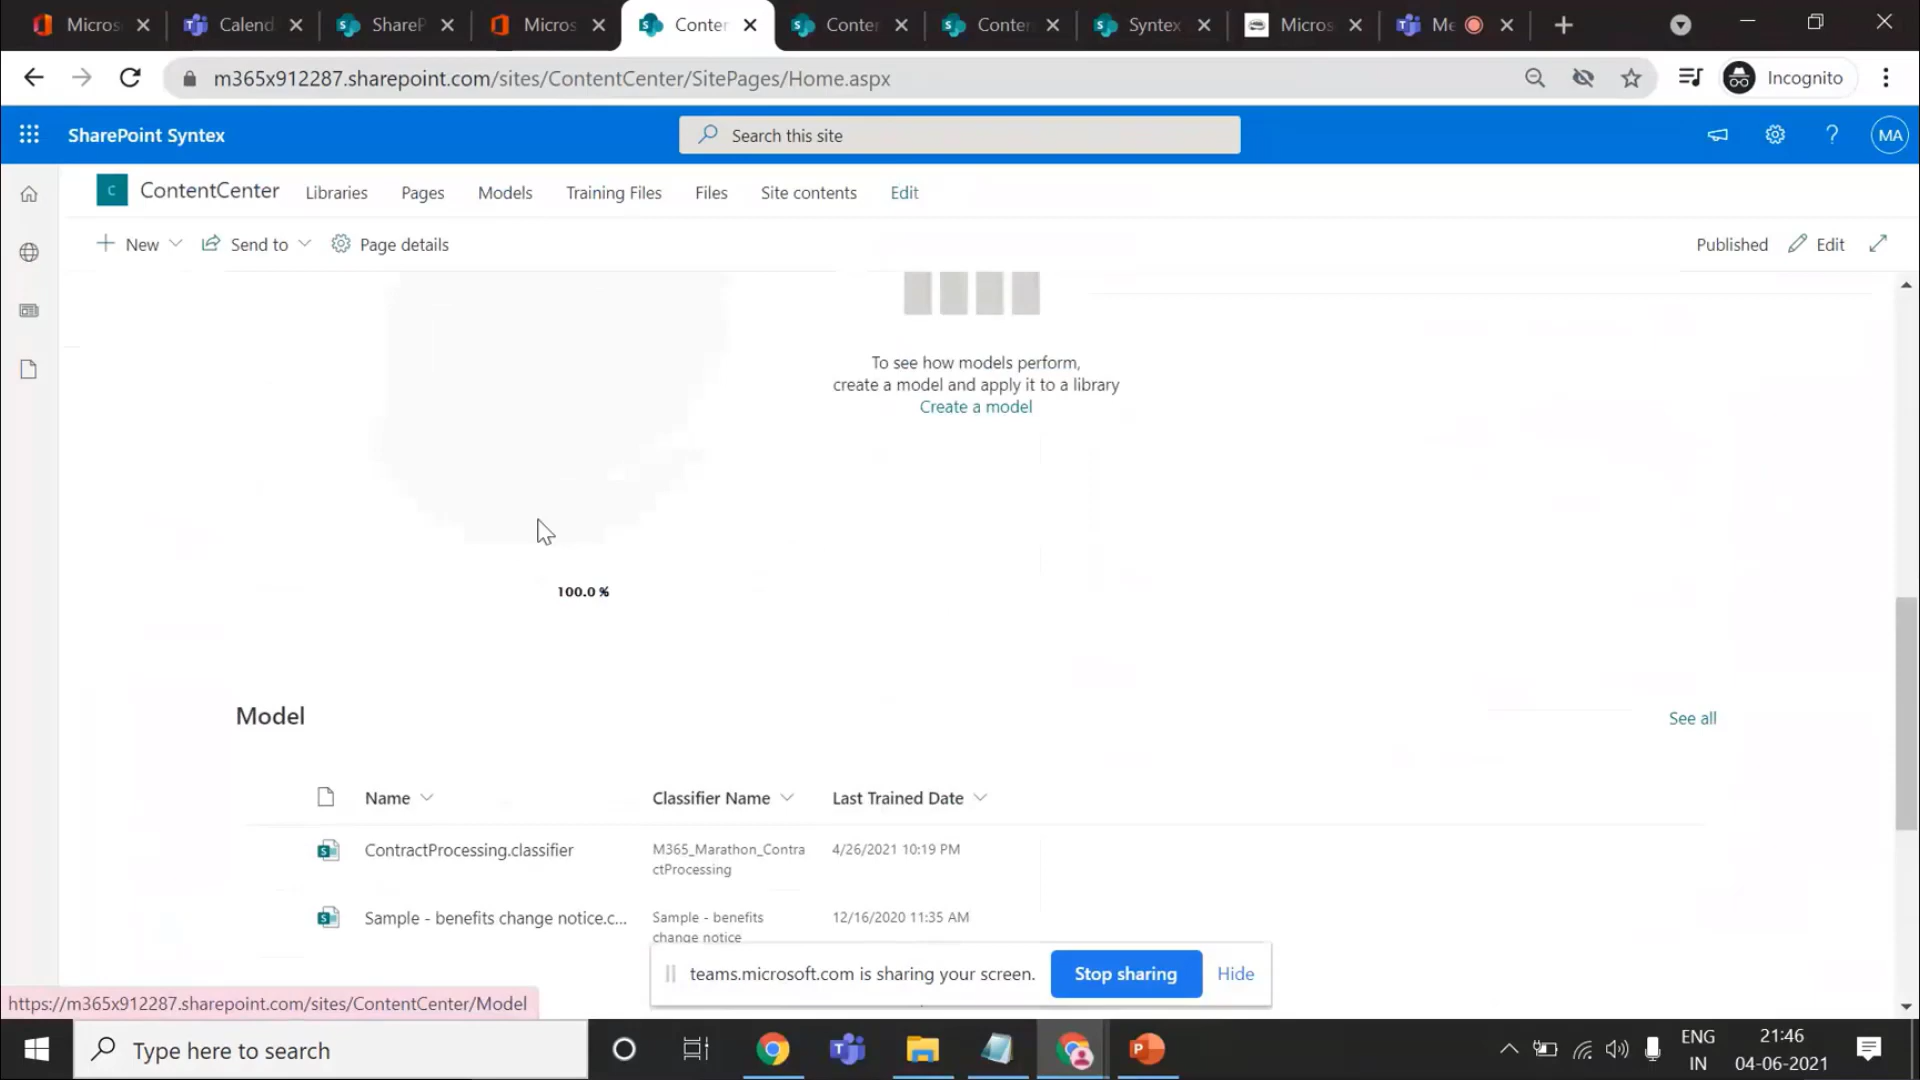 Micros
Calend
ShareP
Micros
Conter
Conter
Conter
Syntex
Micros
Me
m365x912287.sharepoint.com/sites/ContentCenter/SitePages/Home.aspx
Incognito
SharePoint Syntex
Search this site
MA
C
ContentCenter
Libraries
Pages
Models
Training Files
Files
Site contents
Edit
New
Send to
Page details
Published
Edit
To see how models perform,
create a model and apply it to a library
Create a model
100.0 %
Model
See all
Name
Classifier Name
Last Trained Date
ContractProcessing.classifier
M365_Marathon_Contra
ctProcessing
4/26/2021 10:19 PM
Sample - benefits change notice.c...
Sample - benefits
change notice
12/16/2020 11:35 AM
teams.microsoft.com is sharing your screen.
Stop sharing
Hide
https://m365x912287.sharepoint.com/sites/ContentCenter/Model
Type here to search
ENG
IN
21:46
04-06-2021